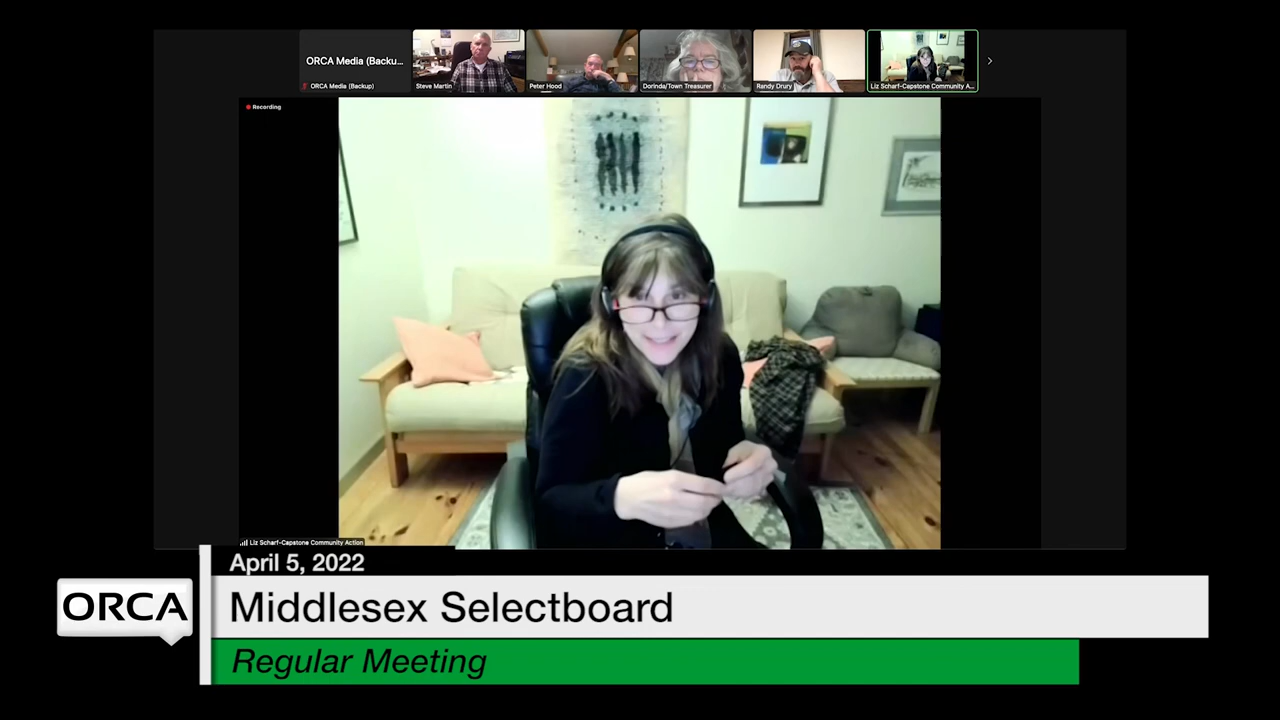 ORCA Media (Backu...
ORCA Media (Backup)
Steve Martin
Peter Hood
Dorinda/Town Treasurer
Randy Drury
Liz Scharf-Capstone Community A...
Recording
Liz Scharf-Capstone Community Action
April 5, 2022
ORCA
Middlesex Selectboard
Regular Meeting